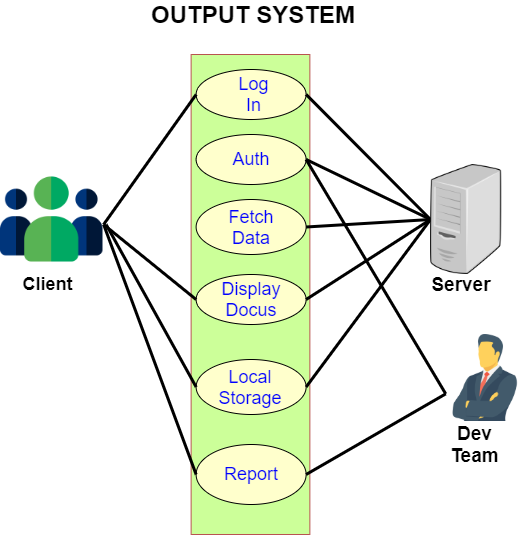 OUTPUT SYSTEM
Log
In
Auth
Fetch
Data
Display
Docus
Local
Storage
Report
Client
Server
Dev
Team